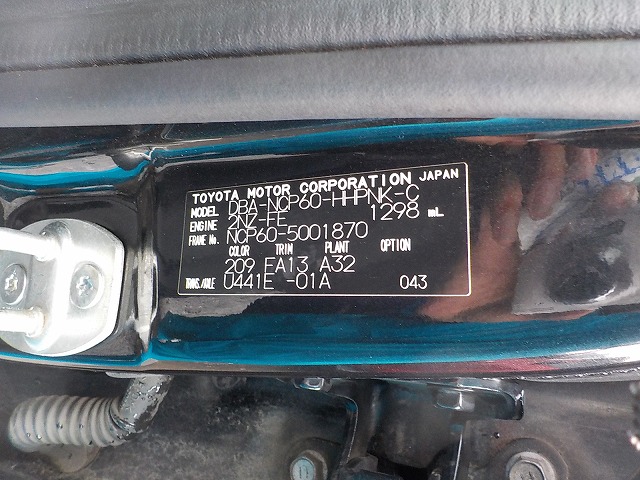 TOYOTA MOTOR CORPORATION JAPAN
MODEL DBA-NCP60-HHPNK-C
ENGINE 2NZ-FE 1298 mL
FRAME No. NCP60-5001870
COLOR TRIM PLANT OPTION
209 FA13 A32
TRANS./AXLE U441E -01A 043